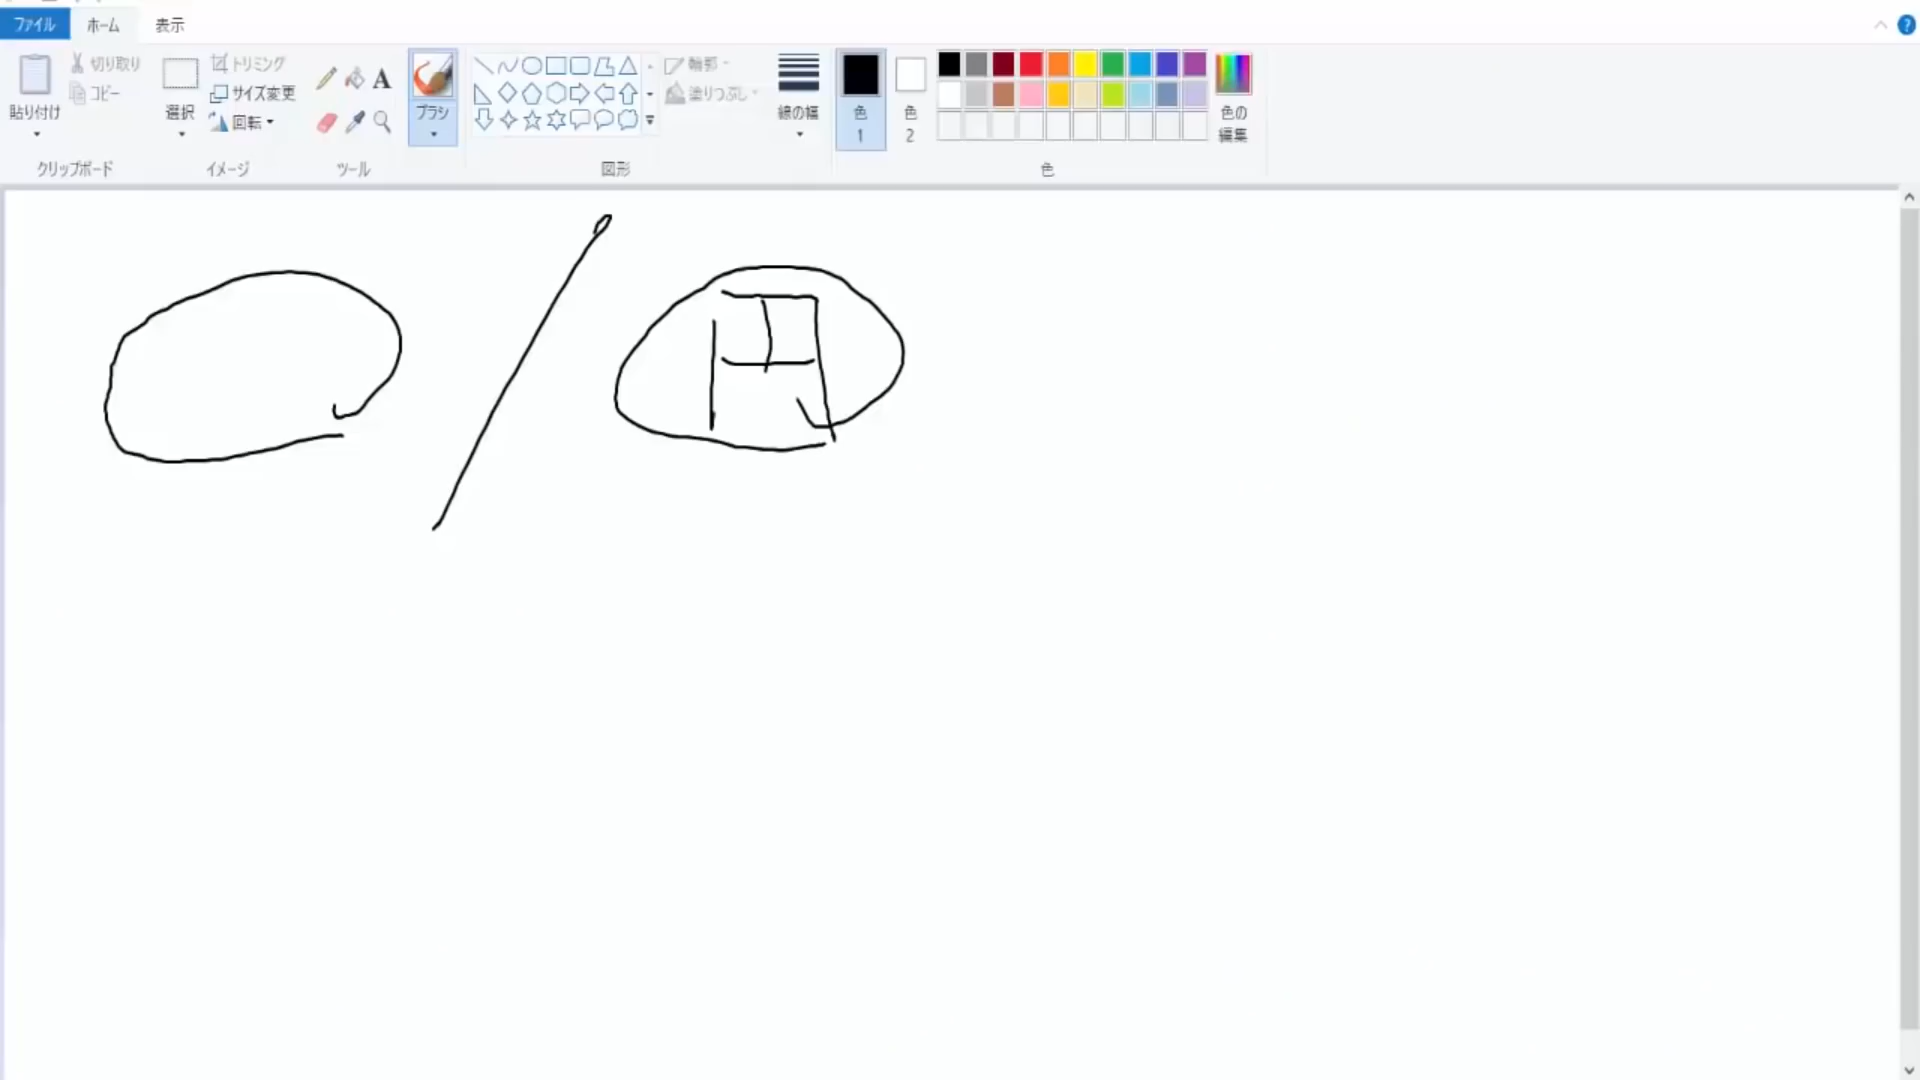 ファイル ホーム 表示
貼り付け 切り取り コピー 選択 トリミング サイズ変更 回転 A ブラシ 輪郭 塗りつぶし 線の幅 色 1 色 2 色の編集
クリップボード イメージ ツール 図形 色
/ 円